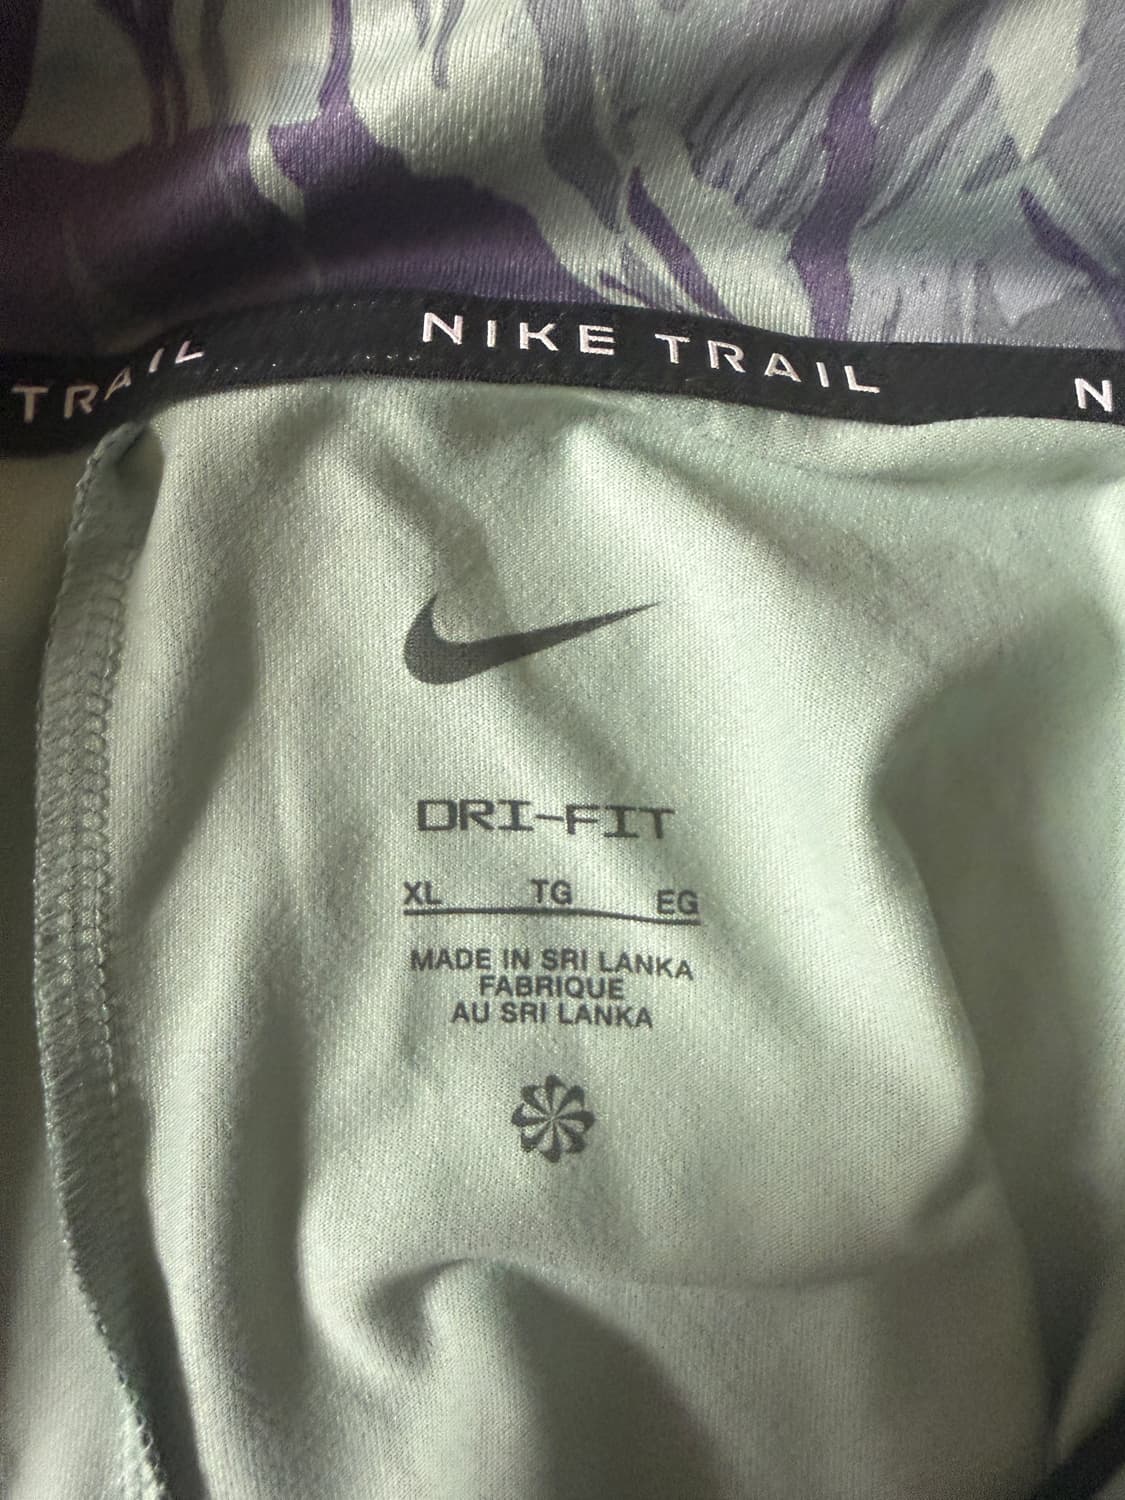 TRAIL NIKE TRAIL N
DRI-FIT
XL TG EG
MADE IN SRI LANKA
FABRIQUE
AU SRI LANKA